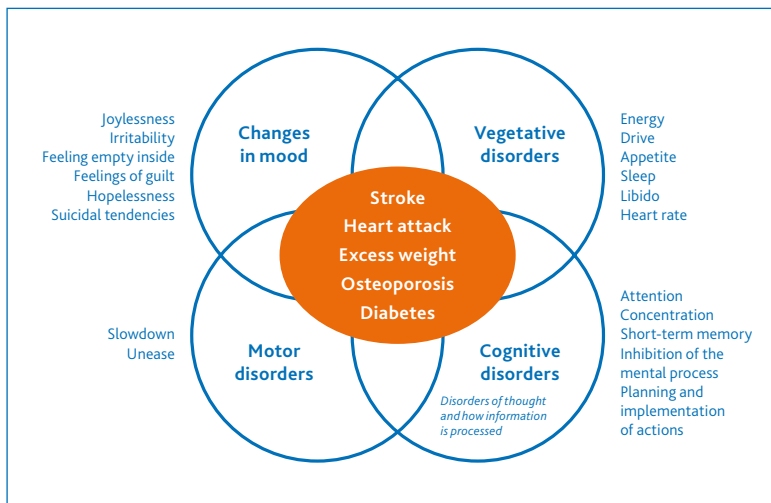 Joylessness
Irritability
Feeling empty inside
Feelings of guilt
Hopelessness
Suicidal tendencies
Changes
in mood
Vegetative
disorders
Energy
Drive
Appetite
Sleep
Libido
Heart rate
Stroke
Heart attack
Excess weight
Osteoporosis
Diabetes
Slowdown
Unease
Motor
disorders
Cognitive
disorders
Disorders of thought
and how information
is processed
Attention
Concentration
Short-term memory
Inhibition of the
mental process
Planning and
implementation
of actions